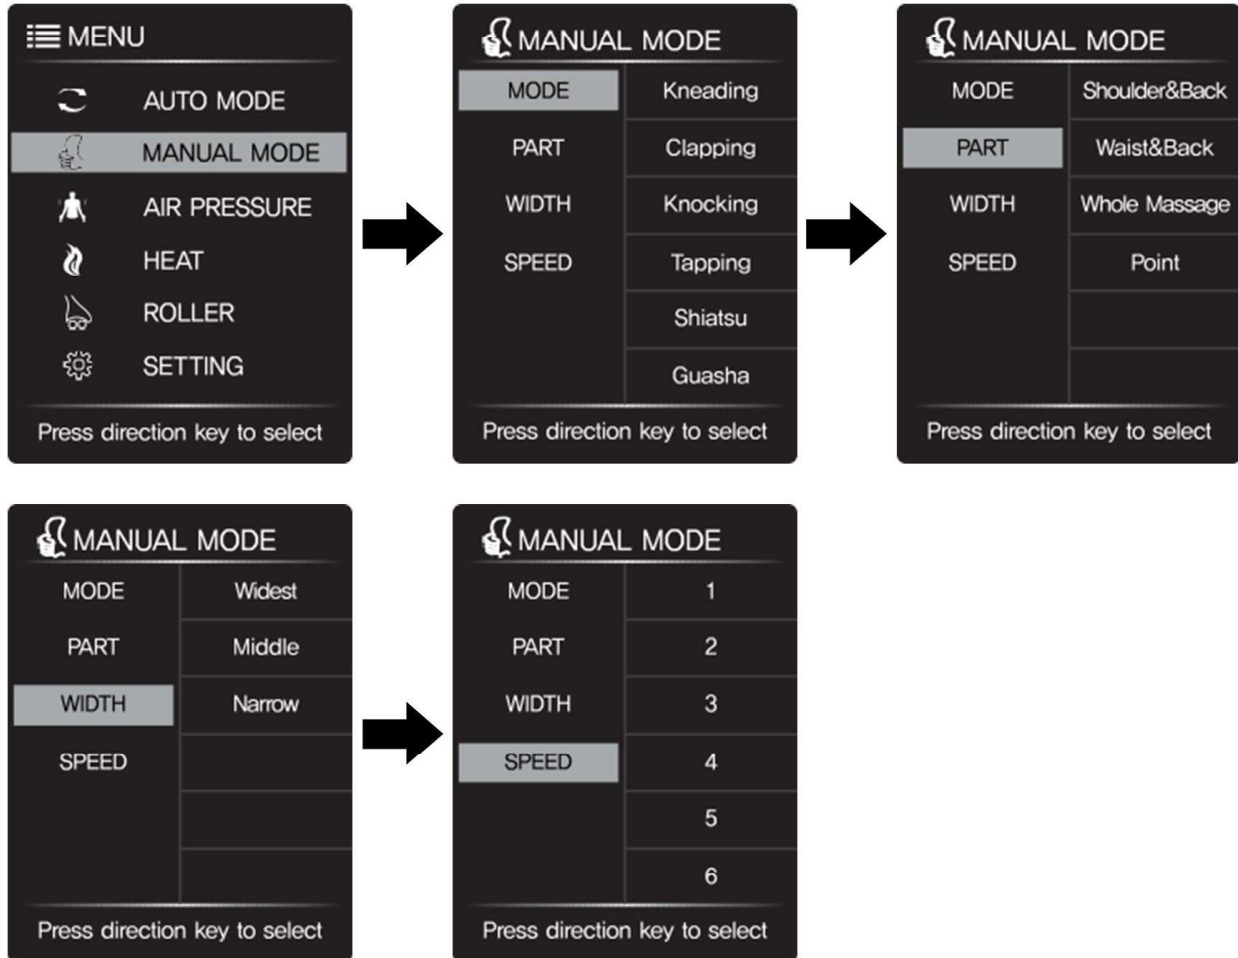 MENU
AUTO MODE
MANUAL MODE
AIR PRESSURE
HEAT
ROLLER
SETTING
Press direction key to select
MANUAL MODE
MODE Kneading
PART Clapping
WIDTH Knocking
SPEED Tapping
Shiatsu
Guasha
Press direction key to select
MANUAL MODE
MODE Shoulder&Back
PART Waist&Back
WIDTH Whole Massage
SPEED Point
Press direction key to select
MANUAL MODE
MODE Widest
PART Middle
WIDTH Narrow
SPEED
Press direction key to select
MANUAL MODE
MODE 1
PART 2
WIDTH 3
SPEED 4
5
6
Press direction key to select